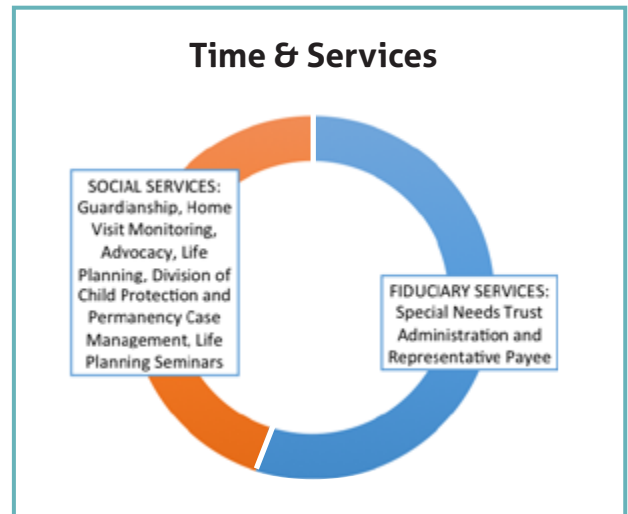 Time & Services
SOCIAL SERVICES:
Guardianship, Home
Visit Monitoring,
Advocacy, Life
Planning, Division of
Child Protection and
Permanency Case
Management, Life
Planning Seminars
FIDUCIARY SERVICES:
Special Needs Trust
Administration and
Representative Payee